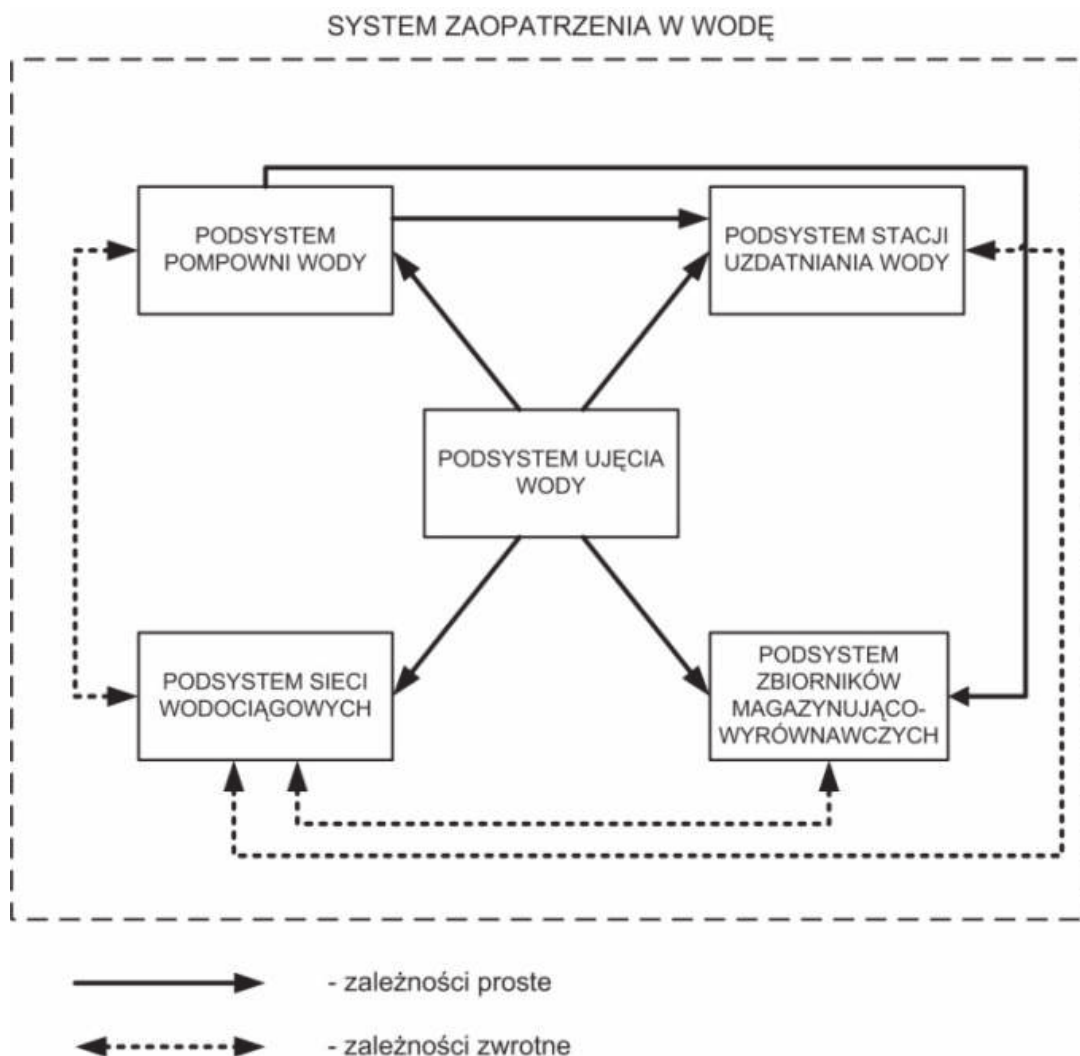 SYSTEM ZAOPATRZENIA W WODĘ
PODSYSTEM
POMPOWNI WODY
PODSYSTEM STACJI
UZDATNIANIA WODY
PODSYSTEM UJĘCIA
WODY
PODSYSTEM SIECI
WODOCIĄGOWYCH
PODSYSTEM
ZBIORNIKÓW
MAGAZYNUJĄCO-
WYRÓWNAWCZYCH
- zależności proste
- zależności zwrotne